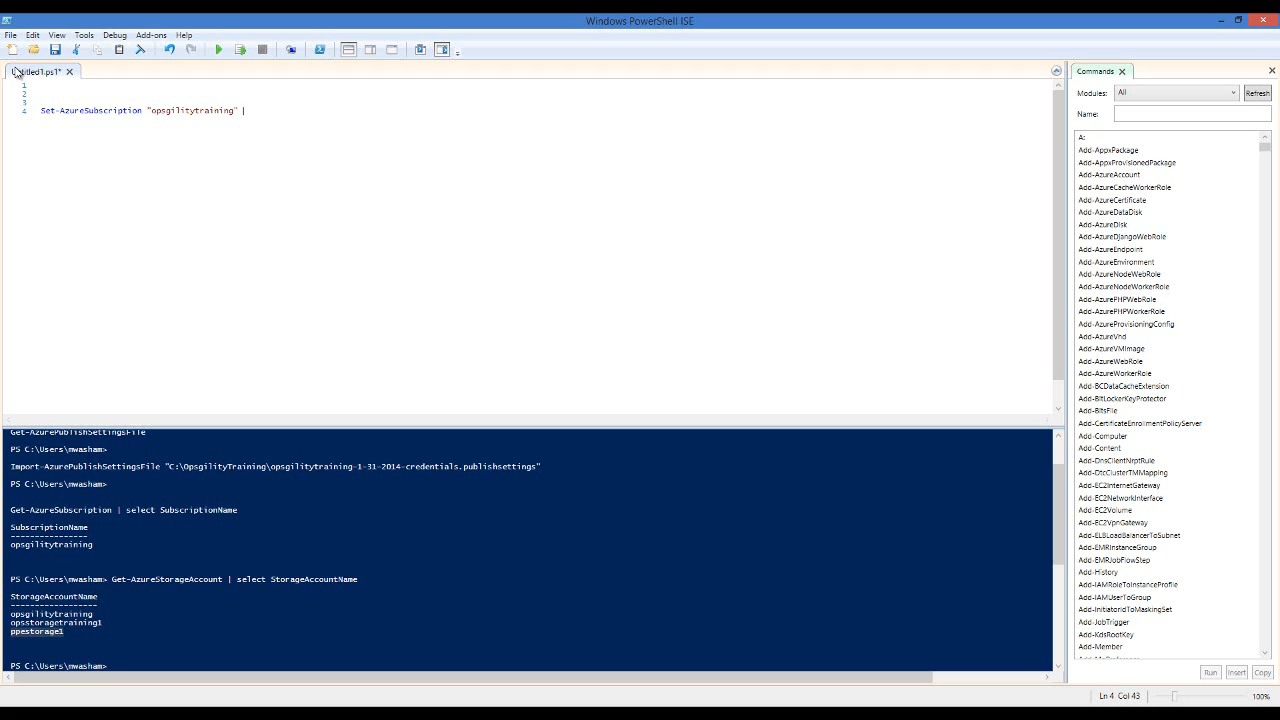 Windows PowerShell ISE
File Edit View Tools Debug Add-ons Help
Untitled1.ps1*
Commands
1
2
3
4 Set-AzureSubscription "opsgilitytraining"
Modules: All Refresh
Name:
A:
Add-AppxPackage
Add-AppxProvisionedPackage
Add-AzureAccount
Add-AzureCacheWorkerRole
Add-AzureCertificate
Add-AzureDataDisk
Add-AzureDisk
Add-AzureDjangoWebRole
Add-AzureEndpoint
Add-AzureEnvironment
Add-AzureNodeWebRole
Add-AzureNodeWorkerRole
Add-AzurePHPWebRole
Add-AzurePHPWorkerRole
Add-AzureProvisioningConfig
Add-AzureVhd
Add-AzureVMImage
Add-AzureWebRole
Add-AzureWorkerRole
Add-BCDataCacheExtension
Add-BitLockerKeyProtector
Add-BitsFile
Add-CertificateEnrollmentPolicyServer
Add-Computer
Add-Content
Add-DnsClientNrptRule
Add-DtcClusterTMMapping
Add-EC2InternetGateway
Add-EC2NetworkInterface
Add-EC2Volume
Add-EC2VpnGateway
Add-ELBLoadBalancerToSubnet
Add-EMRInstanceGroup
Add-EMRJobFlowStep
Add-History
Add-IAMRoleToInstanceProfile
Add-IAMUserToGroup
Add-InitiatorIdToMaskingSet
Add-JobTrigger
Add-KdsRootKey
Add-Member
Run Insert Copy
Get-AzurePublishSettingsFile
PS C:\Users\mwasham>
Import-AzurePublishSettingsFile "C:\OpsgilityTraining\opsgilitytraining-1-31-2014-credentials.publishsettings"
PS C:\Users\mwasham>
Get-AzureSubscription | select SubscriptionName
SubscriptionName
----------------
opsgilitytraining
PS C:\Users\mwasham> Get-AzureStorageAccount | select StorageAccountName
StorageAccountName
------------------
opsgilitytraining
opsstoragetraining1
ppestorage1
PS C:\Users\mwasham>
Ln 4 Col 43 100%